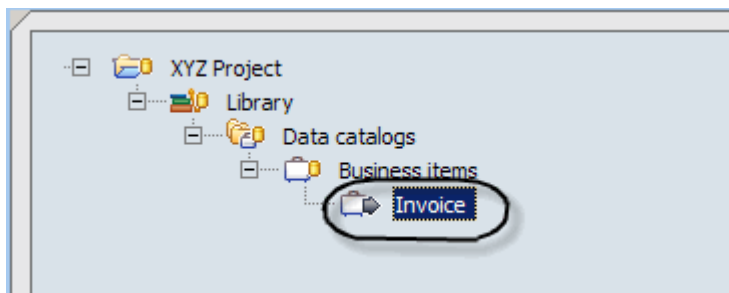 XYZ Project
Library
Data catalogs
Business items
Invoice